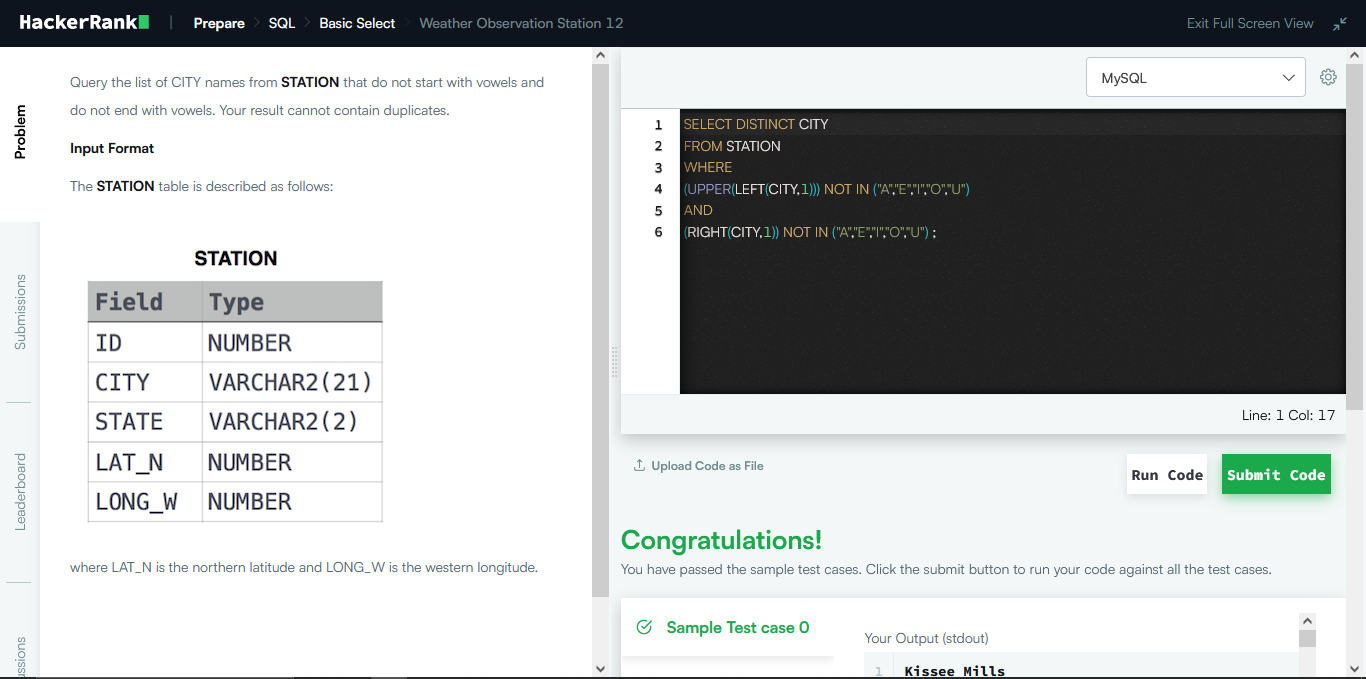 HackerRank | Prepare > SQL > Basic Select > Weather Observation Station 12 Exit Full Screen View
Problem
Submissions
Leaderboard
ussions
Query the list of CITY names from STATION that do not start with vowels and
do not end with vowels. Your result cannot contain duplicates.
Input Format
The STATION table is described as follows:
STATION
Field Type
ID NUMBER
CITY VARCHAR2(21)
STATE VARCHAR2(2)
LAT_N NUMBER
LONG_W NUMBER
where LAT_N is the northern latitude and LONG_W is the western longitude.
MySQL
1 SELECT DISTINCT CITY
2 FROM STATION
3 WHERE
4 (UPPER(LEFT(CITY,1))) NOT IN ("A","E","I","O","U")
5 AND
6 (RIGHT(CITY,1)) NOT IN ("A","E","I","O","U") ;
Line: 1 Col: 17
Upload Code as File
Run Code
Submit Code
Congratulations!
You have passed the sample test cases. Click the submit button to run your code against all the test cases.
Sample Test case 0
Your Output (stdout)
1 Kissee Mills